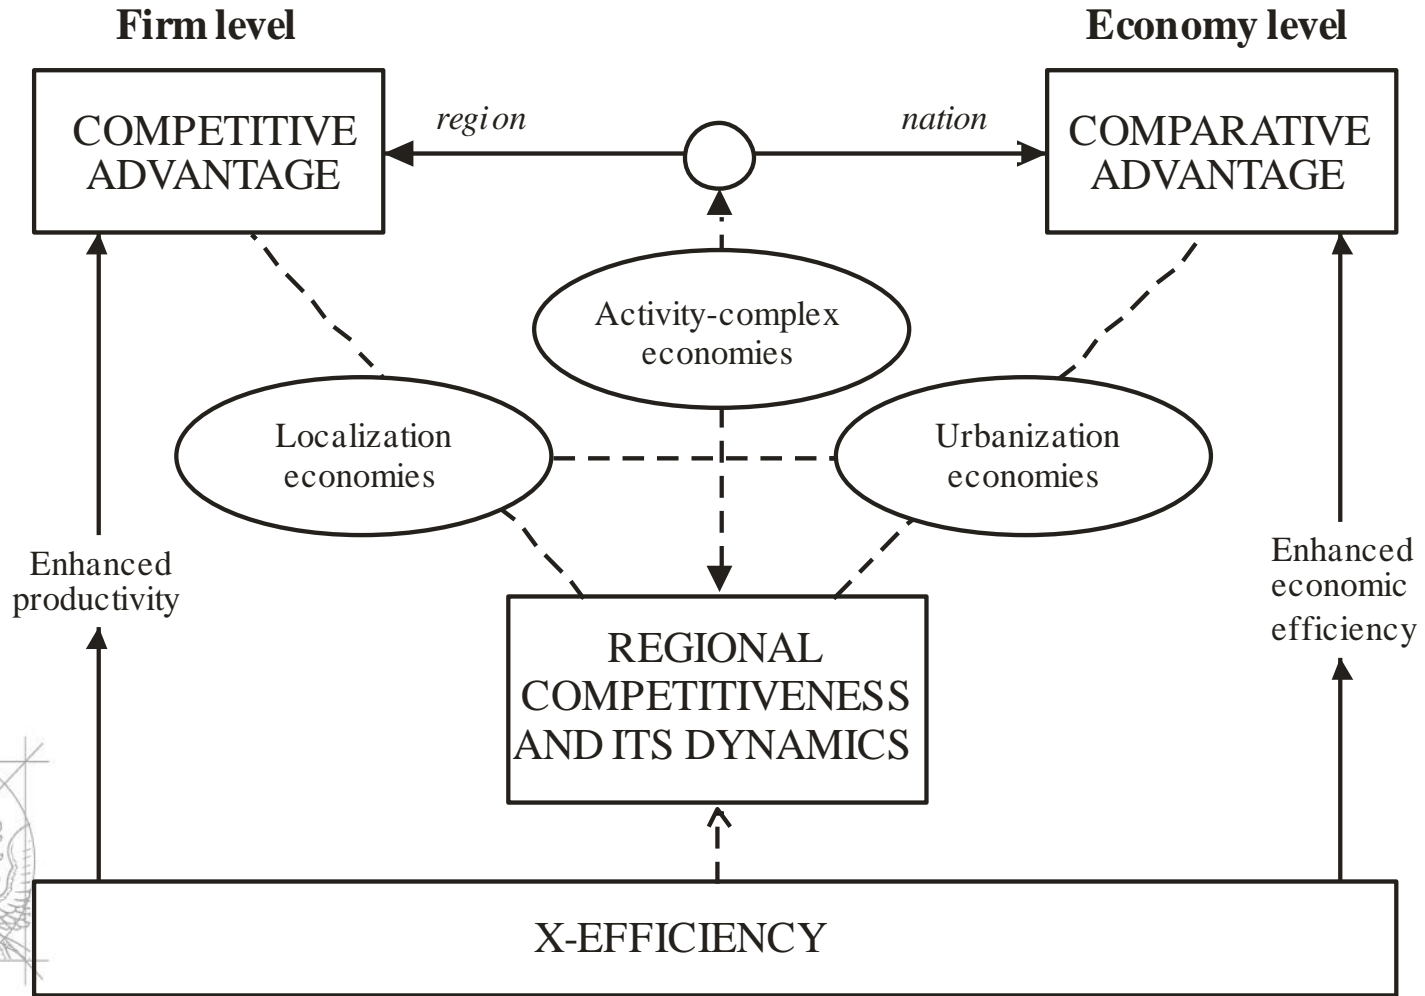 Firm level
Economy level
COMPETITIVE
ADVANTAGE
region
nation
COMPARATIVE
ADVANTAGE
Activity-complex
economies
Localization
economies
Urbanization
economies
Enhanced
productivity
Enhanced
economic
efficiency
REGIONAL
COMPETITIVENESS
AND ITS DYNAMICS
X-EFFICIENCY